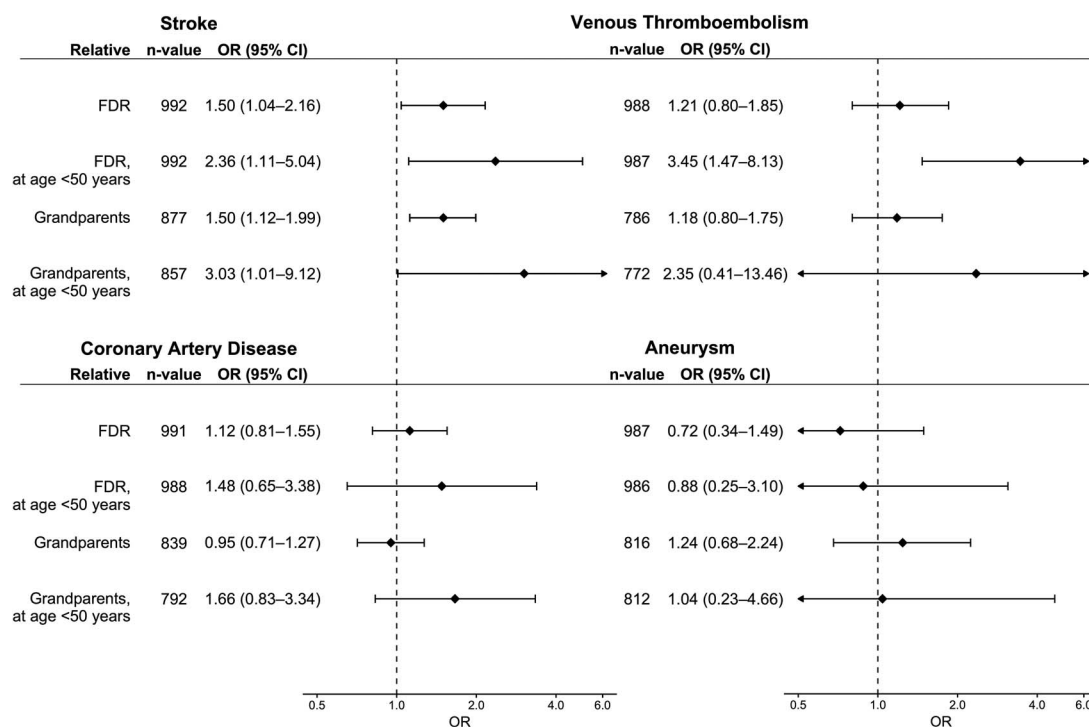 Stroke
Venous Thromboembolism
Relative n-value OR (95% CI)
n-value OR (95% CI)
FDR 992 1.50 (1.04–2.16)
988 1.21 (0.80–1.85)
FDR,
at age <50 years
992 2.36 (1.11–5.04)
987 3.45 (1.47–8.13)
Grandparents 877 1.50 (1.12–1.99)
786 1.18 (0.80–1.75)
Grandparents,
at age <50 years
857 3.03 (1.01–9.12)
772 2.35 (0.41–13.46)
Coronary Artery Disease
Aneurysm
Relative n-value OR (95% CI)
n-value OR (95% CI)
FDR 991 1.12 (0.81–1.55)
987 0.72 (0.34–1.49)
FDR,
at age <50 years
988 1.48 (0.65–3.38)
986 0.88 (0.25–3.10)
Grandparents 839 0.95 (0.71–1.27)
816 1.24 (0.68–2.24)
Grandparents,
at age <50 years
792 1.66 (0.83–3.34)
812 1.04 (0.23–4.66)
0.5 1.0 2.0 4.0 6.0
0.5 1.0 2.0 4.0 6.0
OR
OR